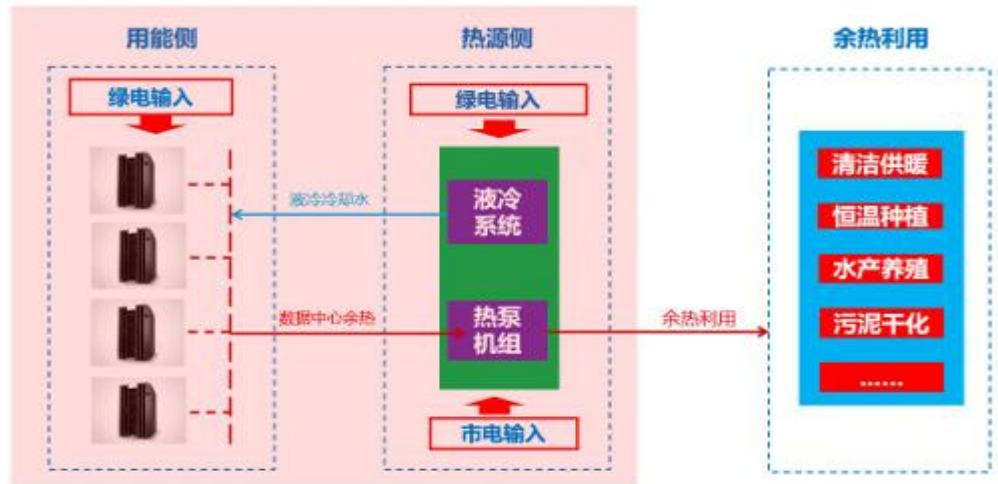 用能侧
热源侧
余热利用
绿电输入
绿电输入
清洁供暖
液冷
系统
液冷冷却水
恒温种植
水产养殖
数据中心余热
热泵
机组
余热利用
污泥干化
……
市电输入